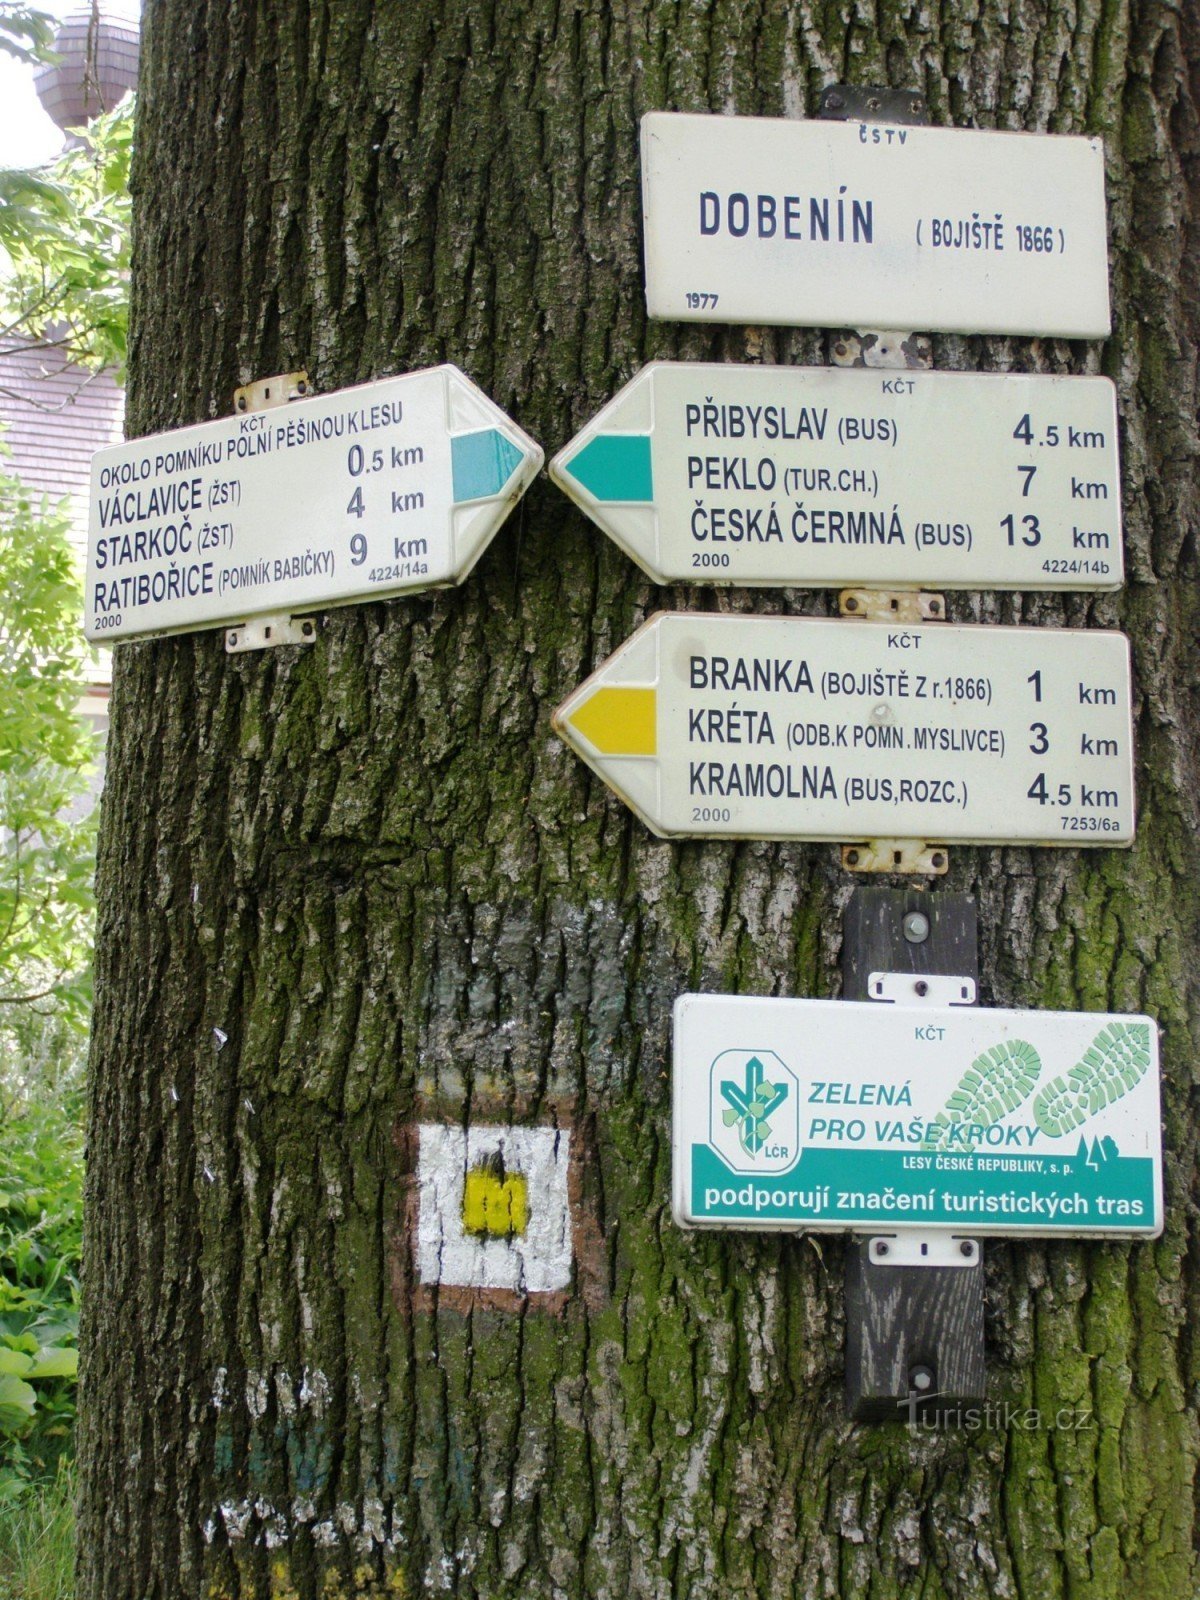 ČSTV
DOBENÍN (BOJIŠTĚ 1866)
1977
KČT
OKOLO POMNÍKU POLNÍ PĚŠINOU K LESU
VÁCLAVICE (ŽST) 0.5 km
STARKOČ (ŽST) 4 km
RATIBOŘICE (POMNÍK BABIČKY) 9 km
2000 4224/14a
KČT
PŘIBYSLAV (BUS) 4.5 km
PEKLO (TUR.CH.) 7 km
ČESKÁ ČERMNÁ (BUS) 13 km
2000 4224/14b
KČT
BRANKA (BOJIŠTĚ Z r.1866) 1 km
KRÉTA (ODB.K POMN.MYSLIVCE) 3 km
KRAMOLNA (BUS,ROZC.) 4.5 km
2000 7253/6a
KČT
ZELENÁ
PRO VAŠE KROKY
LČR
LESY ČESKÉ REPUBLIKY, s. p.
podporují značení turistických tras
Turistika.cz